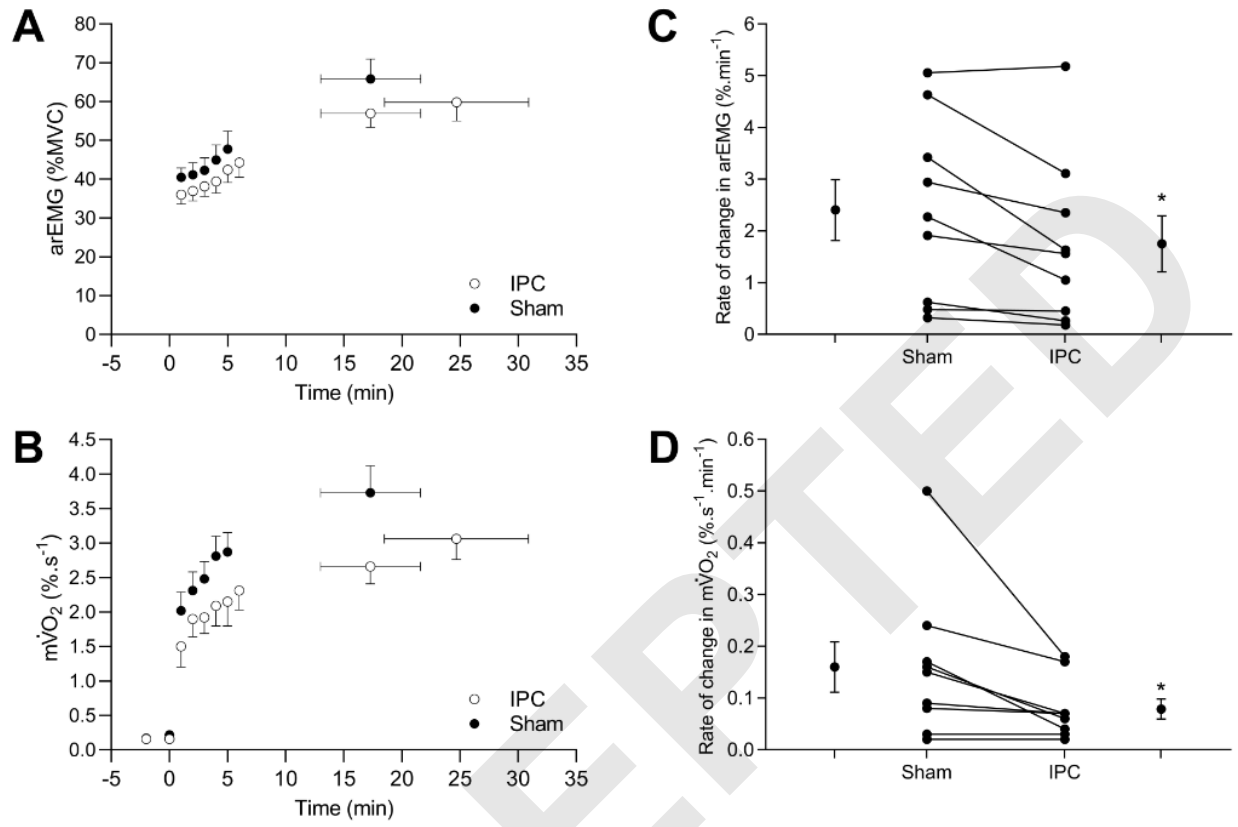 A
80
70
60
50
40
30
20
10
0
arEMG (%MVC)
IPC
Sham
-5 0 5 10 15 20 25 30 35
Time (min)
B
4.5
4.0
3.5
3.0
2.5
2.0
1.5
1.0
0.5
0.0
mV̇O₂ (%.s⁻¹)
IPC
Sham
-5 0 5 10 15 20 25 30 35
Time (min)
C
6
5
4
3
2
1
0
Rate of change in arEMG (%.min⁻¹)
*
Sham IPC
D
0.6
0.5
0.4
0.3
0.2
0.1
0.0
Rate of change in mV̇O₂ (%.s⁻¹.min⁻¹)
*
Sham IPC
EPTED